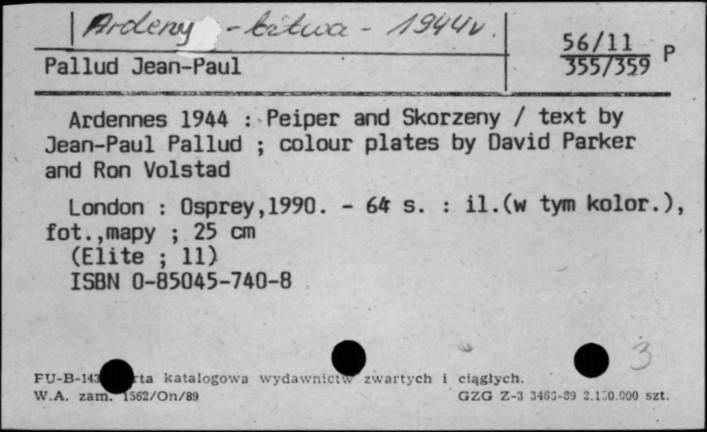 Ardeny - bitwa - 1944 r.
56/11 P
355/359
Pallud Jean-Paul
Ardennes 1944 : Peiper and Skorzeny / text by
Jean-Paul Pallud ; colour plates by David Parker
and Ron Volstad
London : Osprey,1990. - 64 s. : il.(w tym kolor.),
fot.,mapy ; 25 cm
(Elite ; 11)
ISBN 0-85045-740-8
3
FU-B-143 rta katalogowa wydawnictw zwartych i ciągłych.
W.A. zam. 1562/On/89 GZG Z-3 3463-89 2.150.000 szt.